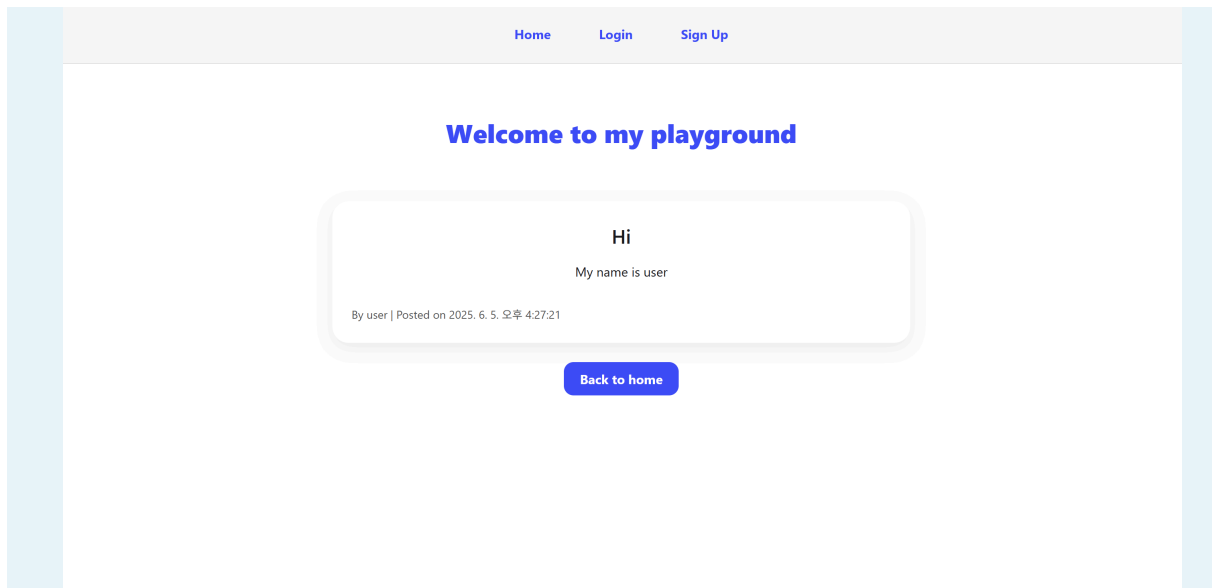 Home Login Sign Up
Welcome to my playground
Hi
My name is user
By user | Posted on 2025. 6. 5. 오후 4:27:21
Back to home